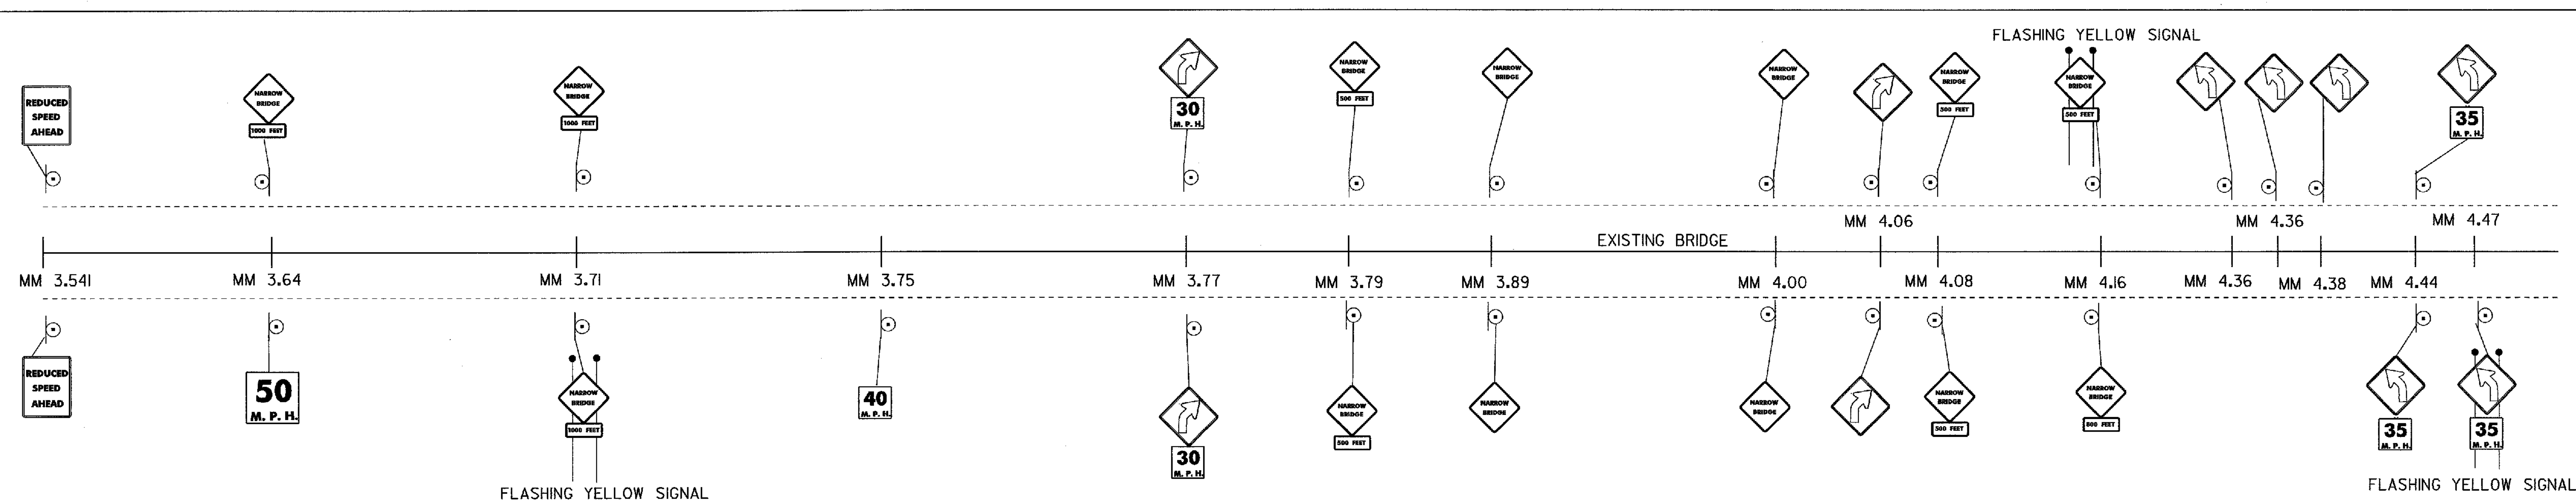 FLASHING YELLOW SIGNAL
REDUCED
SPEED
AHEAD
NARROW
BRIDGE
1000 FEET
NARROW
BRIDGE
1000 FEET
30
M. P. H.
NARROW
BRIDGE
500 FEET
NARROW
BRIDGE
NARROW
BRIDGE
NARROW
BRIDGE
500 FEET
NARROW
BRIDGE
500 FEET
35
M. P. H.
MM 4.06
MM 4.36
MM 4.47
EXISTING BRIDGE
MM 3.541
MM 3.64
MM 3.71
MM 3.75
MM 3.77
MM 3.79
MM 3.89
MM 4.00
MM 4.08
MM 4.16
MM 4.36
MM 4.38
MM 4.44
REDUCED
SPEED
AHEAD
50
M. P. H.
NARROW
BRIDGE
1000 FEET
40
M. P. H.
30
M. P. H.
NARROW
BRIDGE
500 FEET
NARROW
BRIDGE
NARROW
BRIDGE
NARROW
BRIDGE
500 FEET
NARROW
BRIDGE
35
M. P. H.
35
M. P. H.
FLASHING YELLOW SIGNAL
FLASHING YELLOW SIGNAL